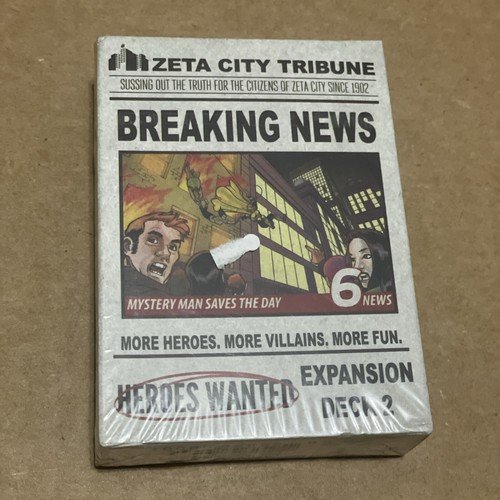 ZETA CITY TRIBUNE
SUSSING OUT THE TRUTH FOR THE CITIZENS OF ZETA CITY SINCE 1902
BREAKING NEWS
MYSTERY MAN SAVES THE DAY
6 NEWS
MORE HEROES. MORE VILLAINS. MORE FUN.
HEROES WANTED
EXPANSION
DECK 2